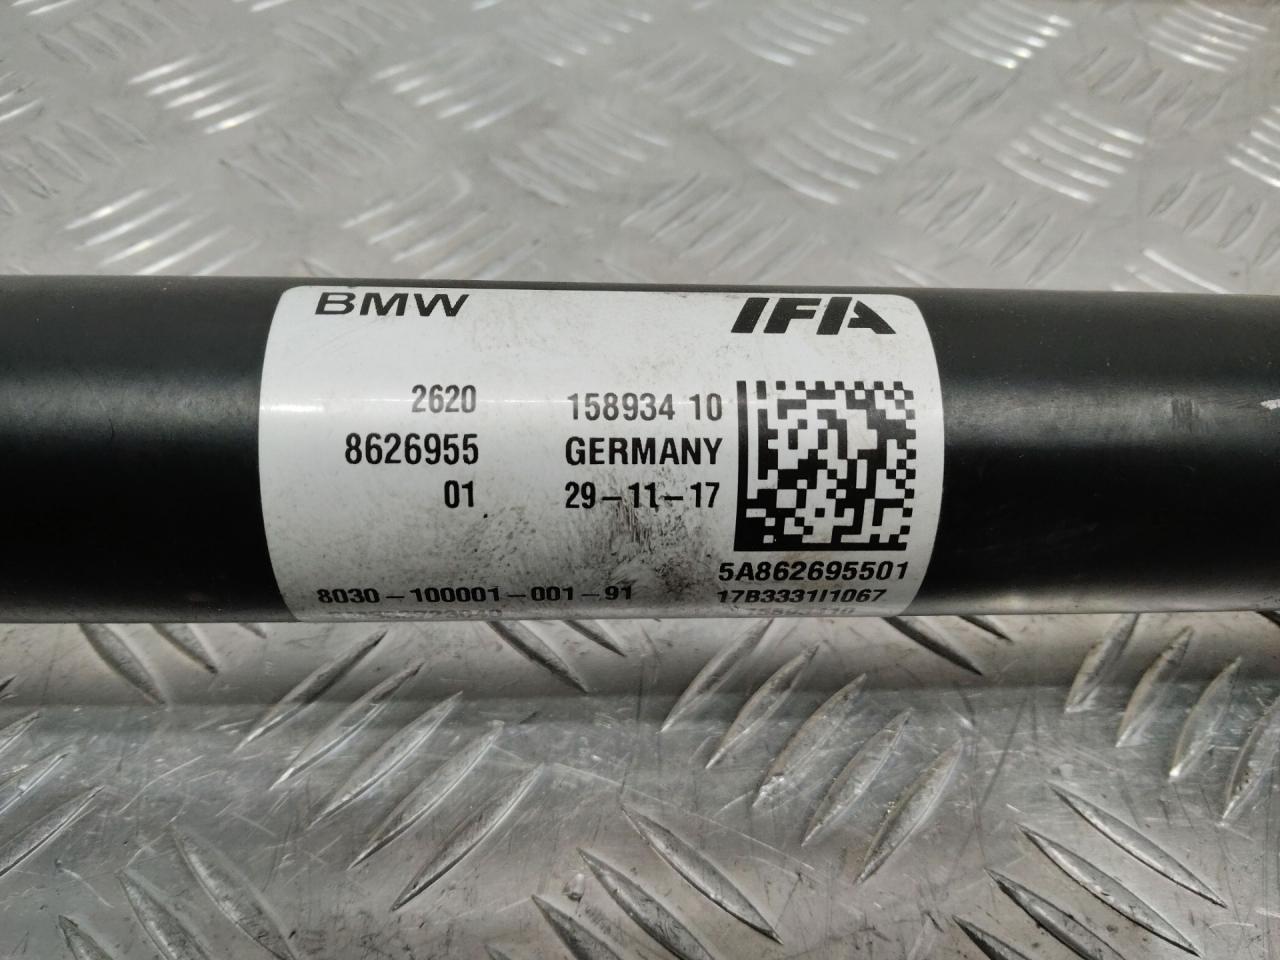 BMW IFA
2620 158934 10
8626955 GERMANY
01 29-11-17
5A862695501
8030-100001-001-91 17B3331I1067